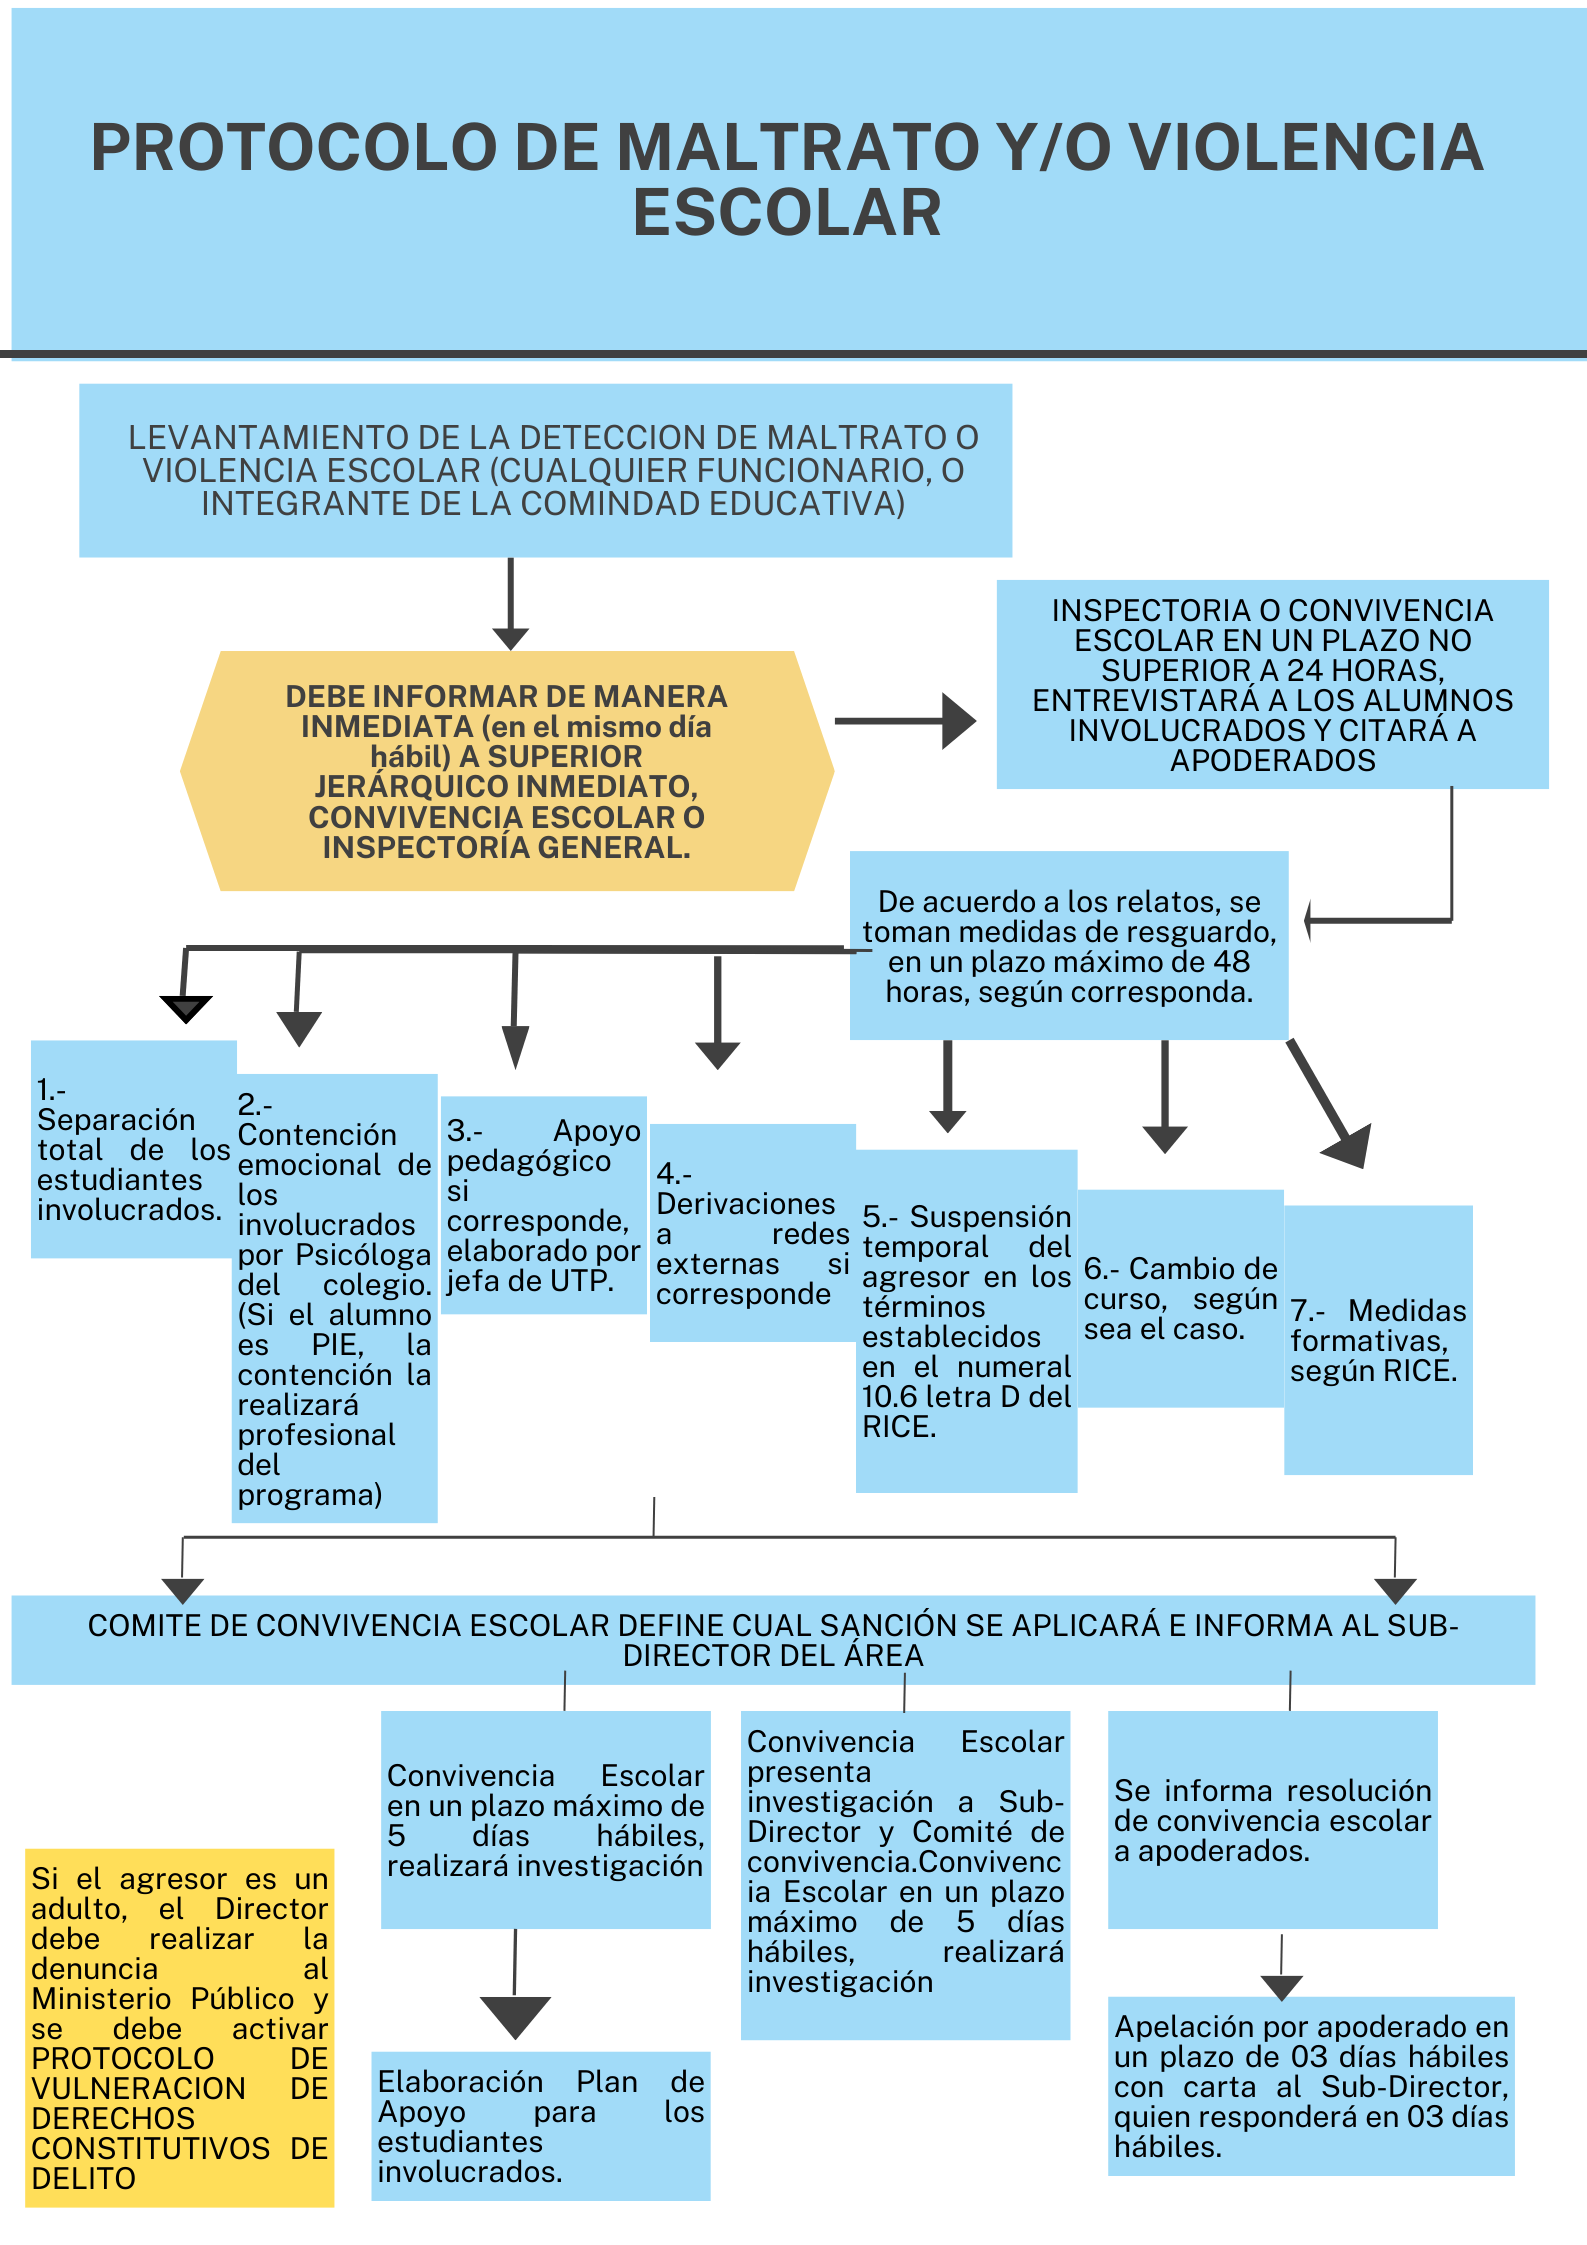 PROTOCOLO DE MALTRATO Y/O VIOLENCIA
ESCOLAR
LEVANTAMIENTO DE LA DETECCION DE MALTRATO O
VIOLENCIA ESCOLAR (CUALQUIER FUNCIONARIO, O
INTEGRANTE DE LA COMINDAD EDUCATIVA)
DEBE INFORMAR DE MANERA
INMEDIATA (en el mismo día
hábil) A SUPERIOR
JERÁRQUICO INMEDIATO,
CONVIVENCIA ESCOLAR O
INSPECTORÍA GENERAL.
INSPECTORIA O CONVIVENCIA
ESCOLAR EN UN PLAZO NO
SUPERIOR A 24 HORAS,
ENTREVISTARÁ A LOS ALUMNOS
INVOLUCRADOS Y CITARÁ A
APODERADOS
De acuerdo a los relatos, se
toman medidas de resguardo,
en un plazo máximo de 48
horas, según corresponda.
1.-
Separación
total de los
estudiantes
involucrados.
2.-
Contención
emocional de
los
involucrados
por Psicóloga
del colegio.
(Si el alumno
es PIE, la
contención la
realizará
profesional
del
programa)
3.- Apoyo
pedagógico
si
corresponde,
elaborado por
jefa de UTP.
4.-
Derivaciones
a redes
externas si
corresponde
5.- Suspensión
temporal del
agresor en los
términos
establecidos
en el numeral
10.6 letra D del
RICE.
6.- Cambio de
curso, según
sea el caso.
7.- Medidas
formativas,
según RICE.
COMITE DE CONVIVENCIA ESCOLAR DEFINE CUAL SANCIÓN SE APLICARÁ E INFORMA AL SUB-
DIRECTOR DEL ÁREA
Si el agresor es un
adulto, el Director
debe realizar la
denuncia al
Ministerio Público y
se debe activar
PROTOCOLO DE
VULNERACION DE
DERECHOS
CONSTITUTIVOS DE
DELITO
Convivencia Escolar
en un plazo máximo de
5 días hábiles,
realizará investigación
Elaboración Plan de
Apoyo para los
estudiantes
involucrados.
Convivencia Escolar
presenta
investigación a Sub-
Director y Comité de
convivencia.Convivenc
ia Escolar en un plazo
máximo de 5 días
hábiles, realizará
investigación
Se informa resolución
de convivencia escolar
a apoderados.
Apelación por apoderado en
un plazo de 03 días hábiles
con carta al Sub-Director,
quien responderá en 03 días
hábiles.